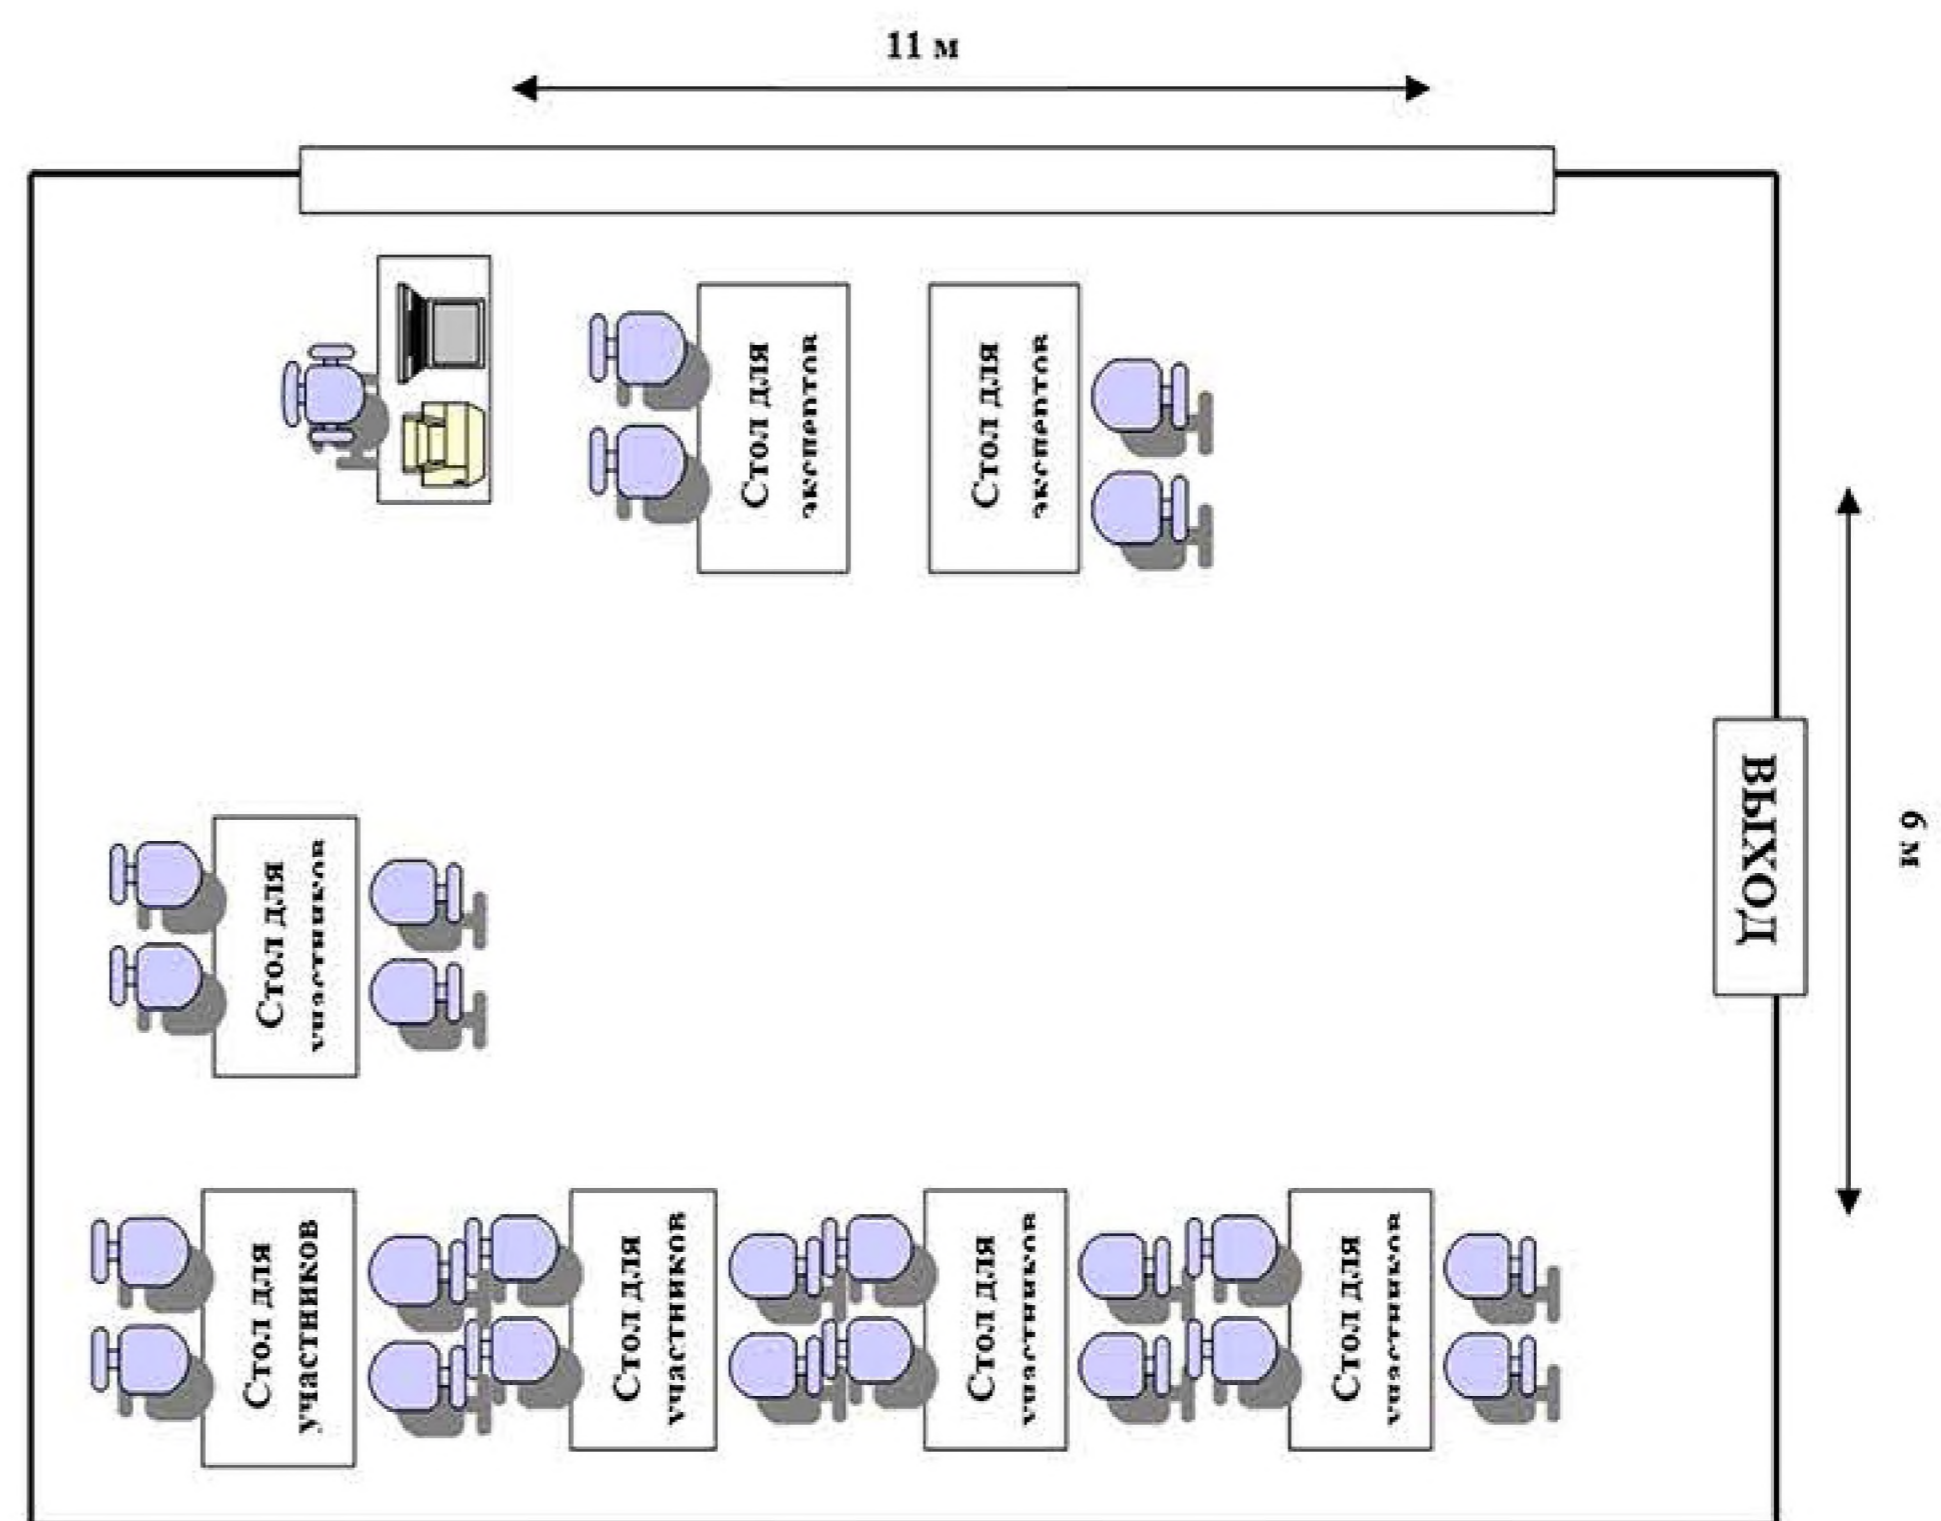 11 м
Стол для
экспертов
Стол для
экспертов
ВЫХОД
9 м
Стол для
участников
Стол для
участников
Стол для
участников
Стол для
участников
Стол для
участников